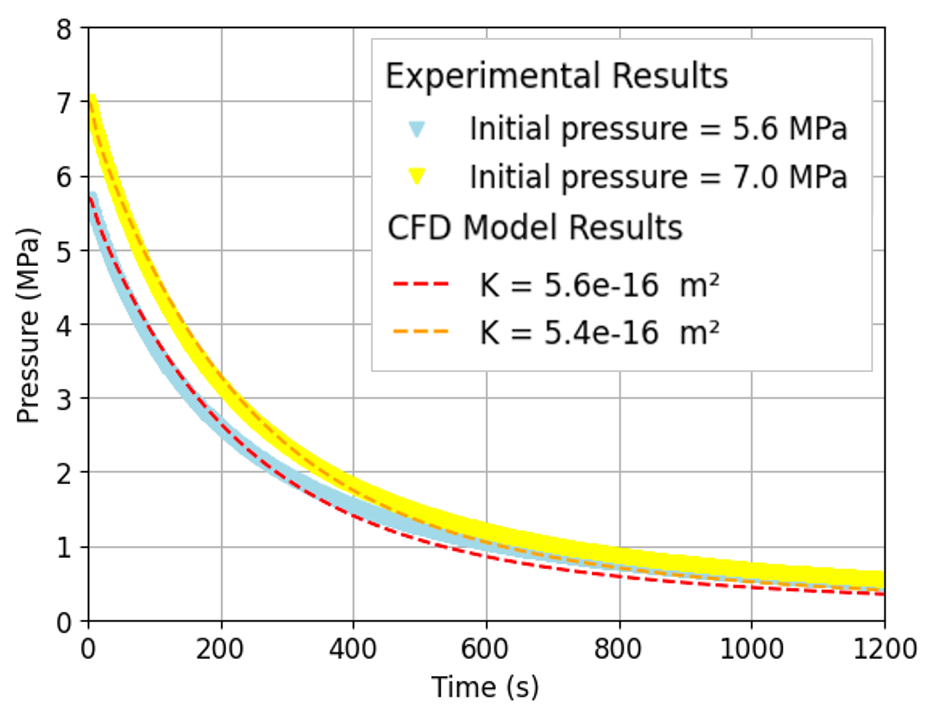 8
7
6
5
4
3
2
1
0
Pressure (MPa)
Experimental Results
Initial pressure = 5.6 MPa
Initial pressure = 7.0 MPa
CFD Model Results
K = 5.6e-16 m²
K = 5.4e-16 m²
0 200 400 600 800 1000 1200
Time (s)